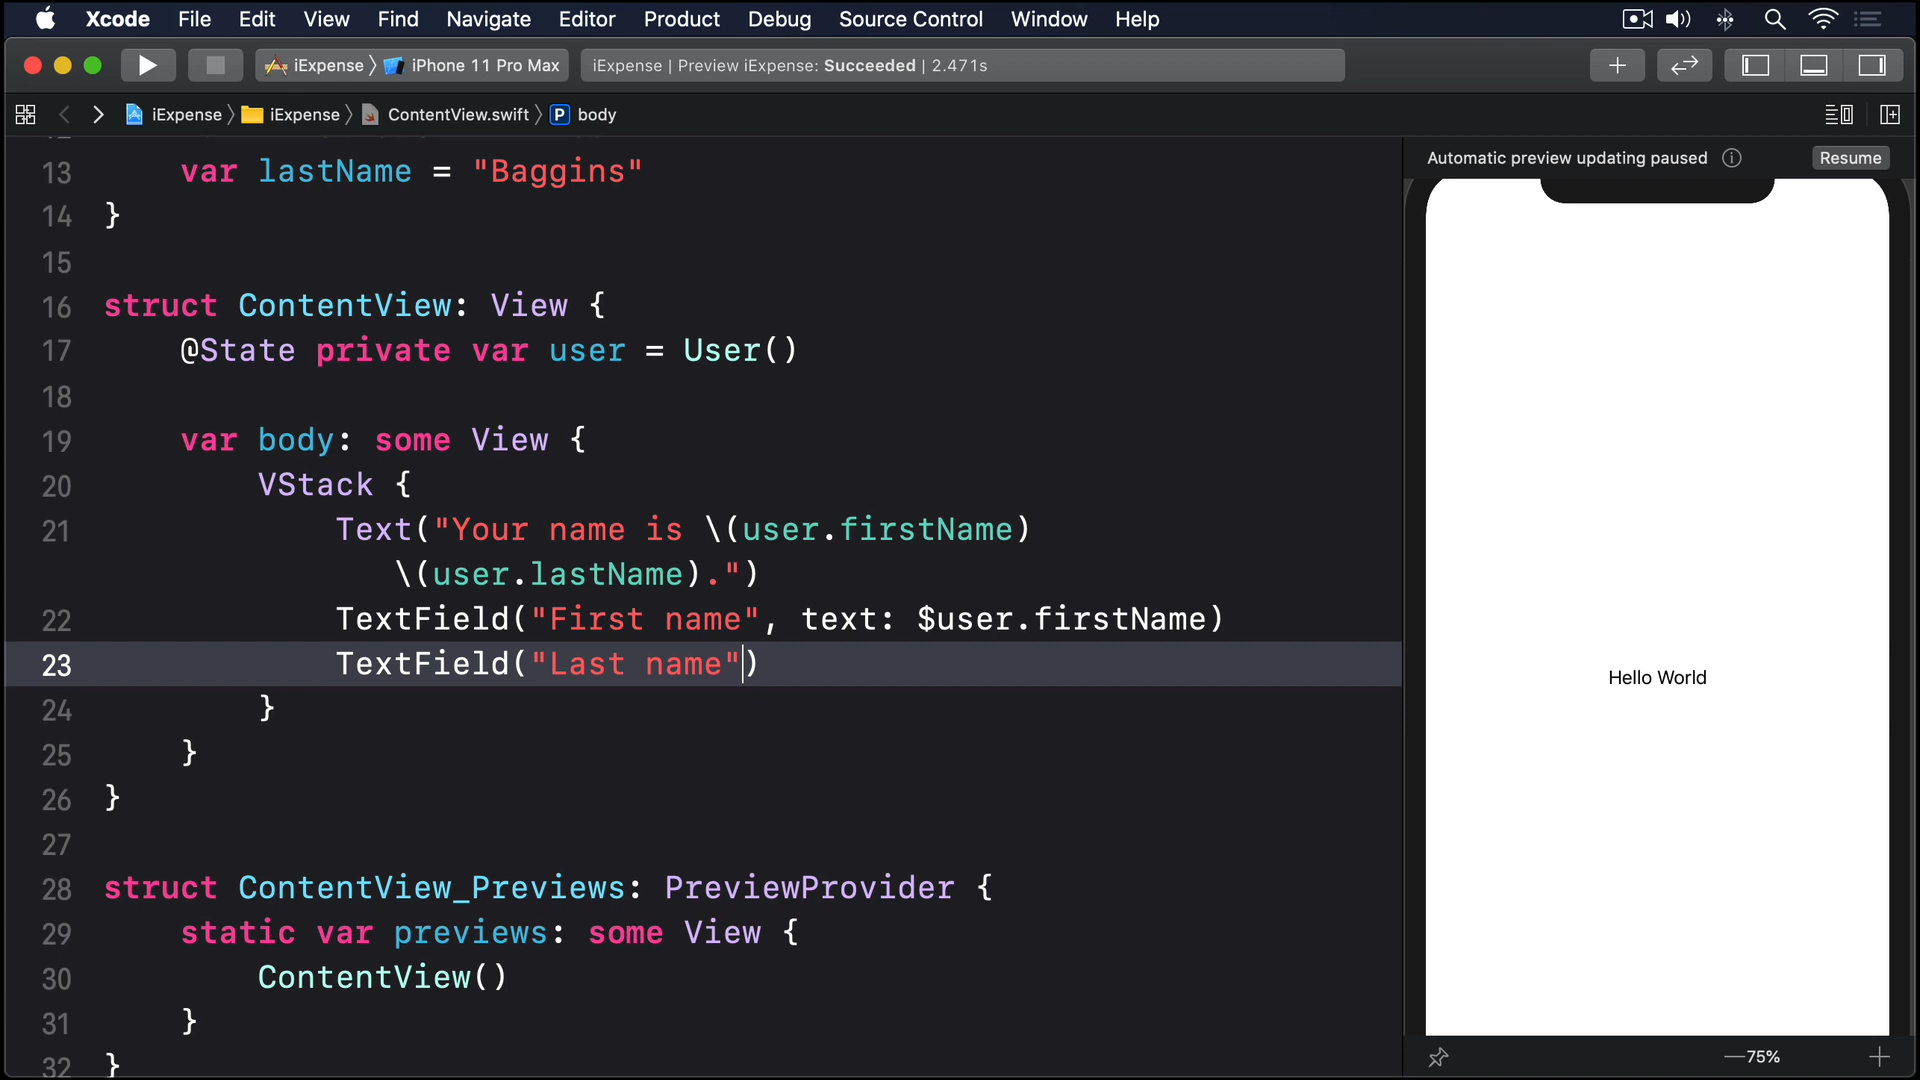 Xcode File Edit View Find Navigate Editor Product Debug Source Control Window Help
iExpense iPhone 11 Pro Max iExpense | Preview iExpense: Succeeded | 2.471s
iExpense iExpense ContentView.swift P body
Automatic preview updating paused Resume
13 var lastName = "Baggins"
14 }
15
16 struct ContentView: View {
17 @State private var user = User()
18
19 var body: some View {
20 VStack {
21 Text("Your name is \(user.firstName)
\(user.lastName).")
22 TextField("First name", text: $user.firstName)
23 TextField("Last name")
24 }
25 }
26 }
27
28 struct ContentView_Previews: PreviewProvider {
29 static var previews: some View {
30 ContentView()
31 }
32 }
Hello World
75%